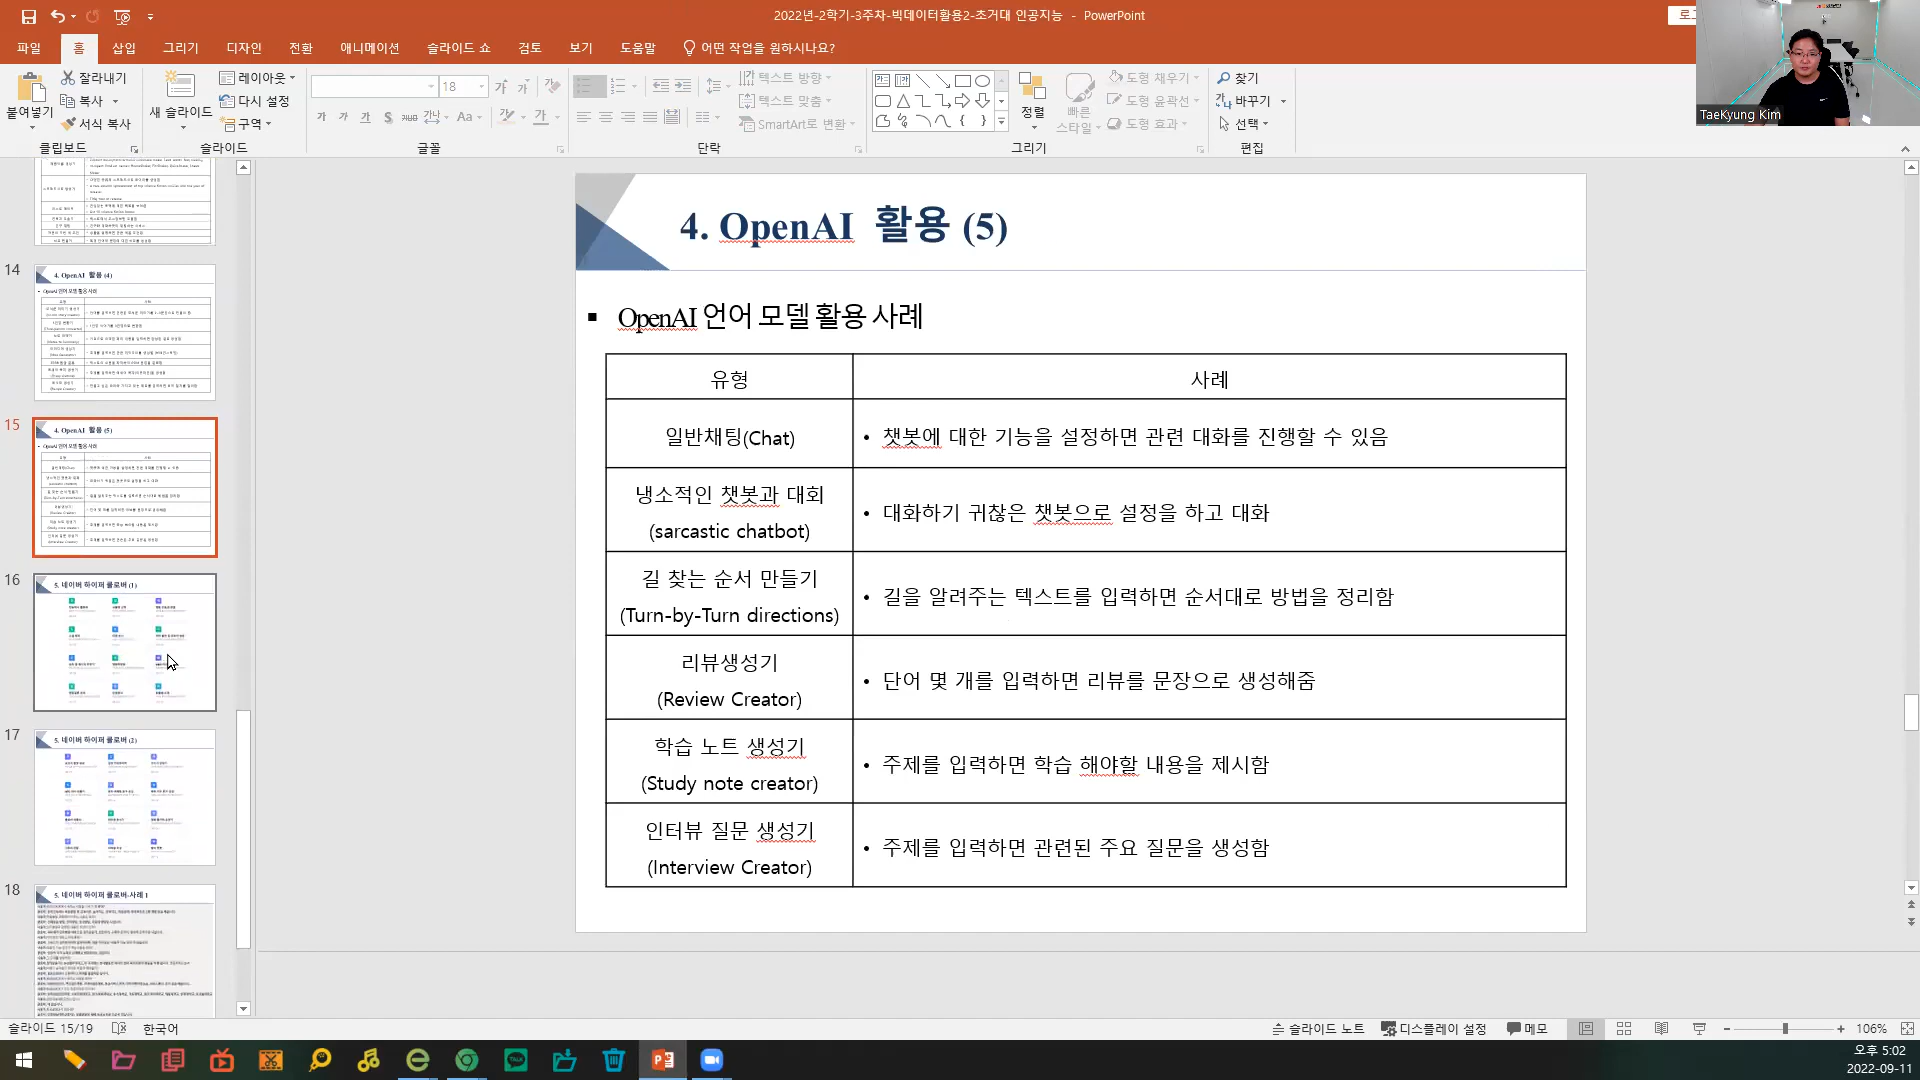 2022년-2학기-3주차-빅데이터활용2-초거대 인공지능 - PowerPoint
로그
파일 홈 삽입 그리기 디자인 전환 애니메이션 슬라이드 쇼 검토 보기 도움말 어떤 작업을 원하시나요?
TaeKyung Kim
붙여넣기
잘라내기
복사
서식 복사
클립보드
새 슬라이드
레이아웃
다시 설정
구역
슬라이드
18
글꼴
텍스트 방향
텍스트 맞춤
SmartArt로 변환
단락
정렬
빠른 스타일
도형 채우기
도형 윤곽선
도형 효과
그리기
찾기
바꾸기
선택
편집
14
4. OpenAI 활용 (4)
15
4. OpenAI 활용 (5)
16
5. 네이버 하이퍼 클로버 (1)
17
5. 네이버 하이퍼 클로버 (2)
18
5. 네이버 하이퍼 클로버-사례 1
4. OpenAI 활용 (5)
OpenAI 언어 모델 활용 사례
유형 사례
일반채팅(Chat)
• 챗봇에 대한 기능을 설정하면 관련 대화를 진행할 수 있음
냉소적인 챗봇과 대회
(sarcastic chatbot)
• 대화하기 귀찮은 챗봇으로 설정을 하고 대화
길 찾는 순서 만들기
(Turn-by-Turn directions)
• 길을 알려주는 텍스트를 입력하면 순서대로 방법을 정리함
리뷰생성기
(Review Creator)
• 단어 몇 개를 입력하면 리뷰를 문장으로 생성해줌
학습 노트 생성기
(Study note creator)
• 주제를 입력하면 학습 해야할 내용을 제시함
인터뷰 질문 생성기
(Interview Creator)
• 주제를 입력하면 관련된 주요 질문을 생성함
슬라이드 15/19 한국어
슬라이드 노트 디스플레이 설정 메모 106%
오후 5:02
2022-09-11